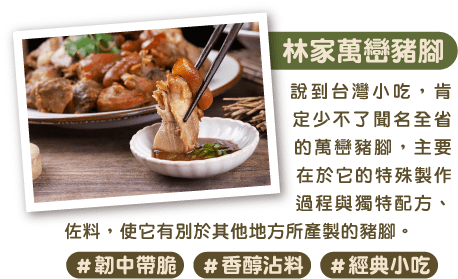 林家萬巒豬腳
說到台灣小吃，肯
定少不了聞名全省
的萬巒豬腳，主要
在於它的特殊製作
過程與獨特配方、
佐料，使它有別於其他地方所產製的豬腳。
#韌中帶脆 #香醇沾料 #經典小吃